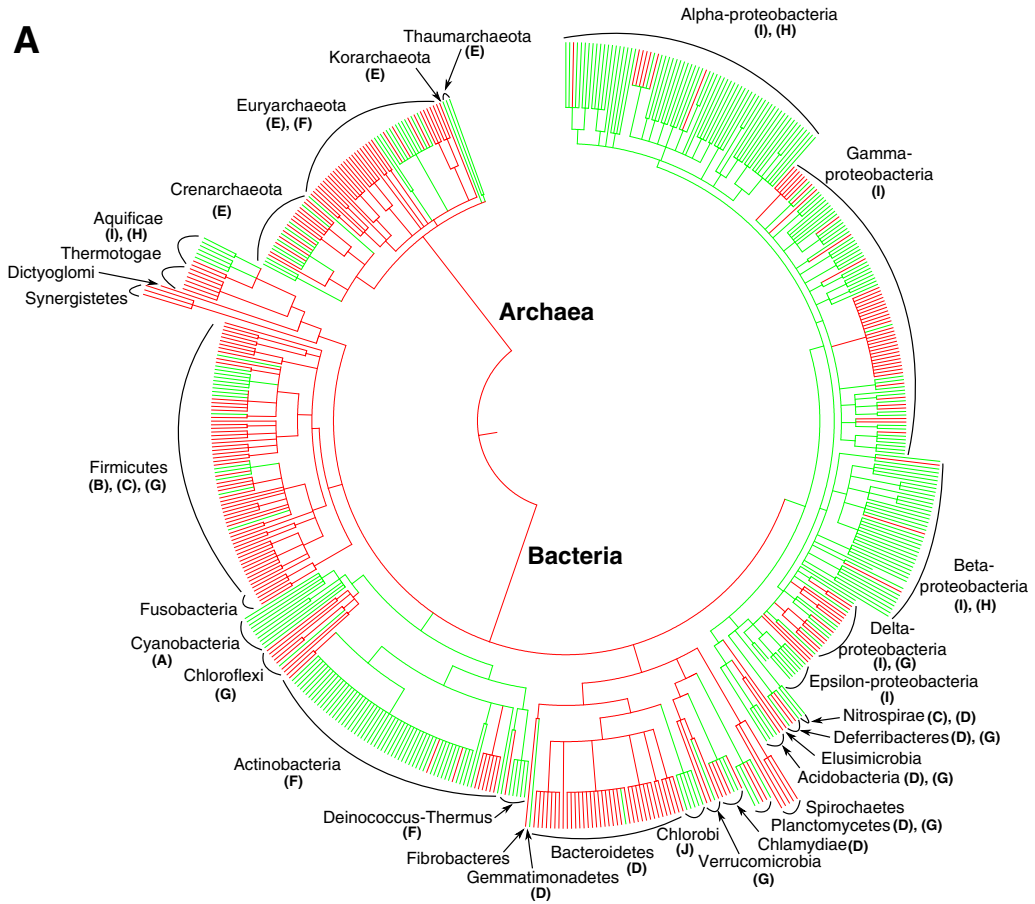 A
Alpha-proteobacteria
(I), (H)
Thaumarchaeota
(E)
Korarchaeota
(E)
Euryarchaeota
(E), (F)
Gamma-
proteobacteria
(I)
Crenarchaeota
(E)
Aquificae
(I), (H)
Thermotogae
Dictyoglomi
Synergistetes
Archaea
Firmicutes
(B), (C), (G)
Bacteria
Beta-
proteobacteria
(I), (H)
Fusobacteria
Cyanobacteria
(A)
Chloroflexi
(G)
Delta-
proteobacteria
(I), (G)
Epsilon-proteobacteria
(I)
Nitrospirae (C), (D)
Deferribacteres (D), (G)
Elusimicrobia
Acidobacteria (D), (G)
Actinobacteria
(F)
Deinococcus-Thermus
(F)
Spirochaetes
Planctomycetes (D), (G)
Chlamydiae (D)
Verrucomicrobia
(G)
Chlorobi
(J)
Bacteroidetes
(D)
Fibrobacteres
Gemmatimonadetes
(D)